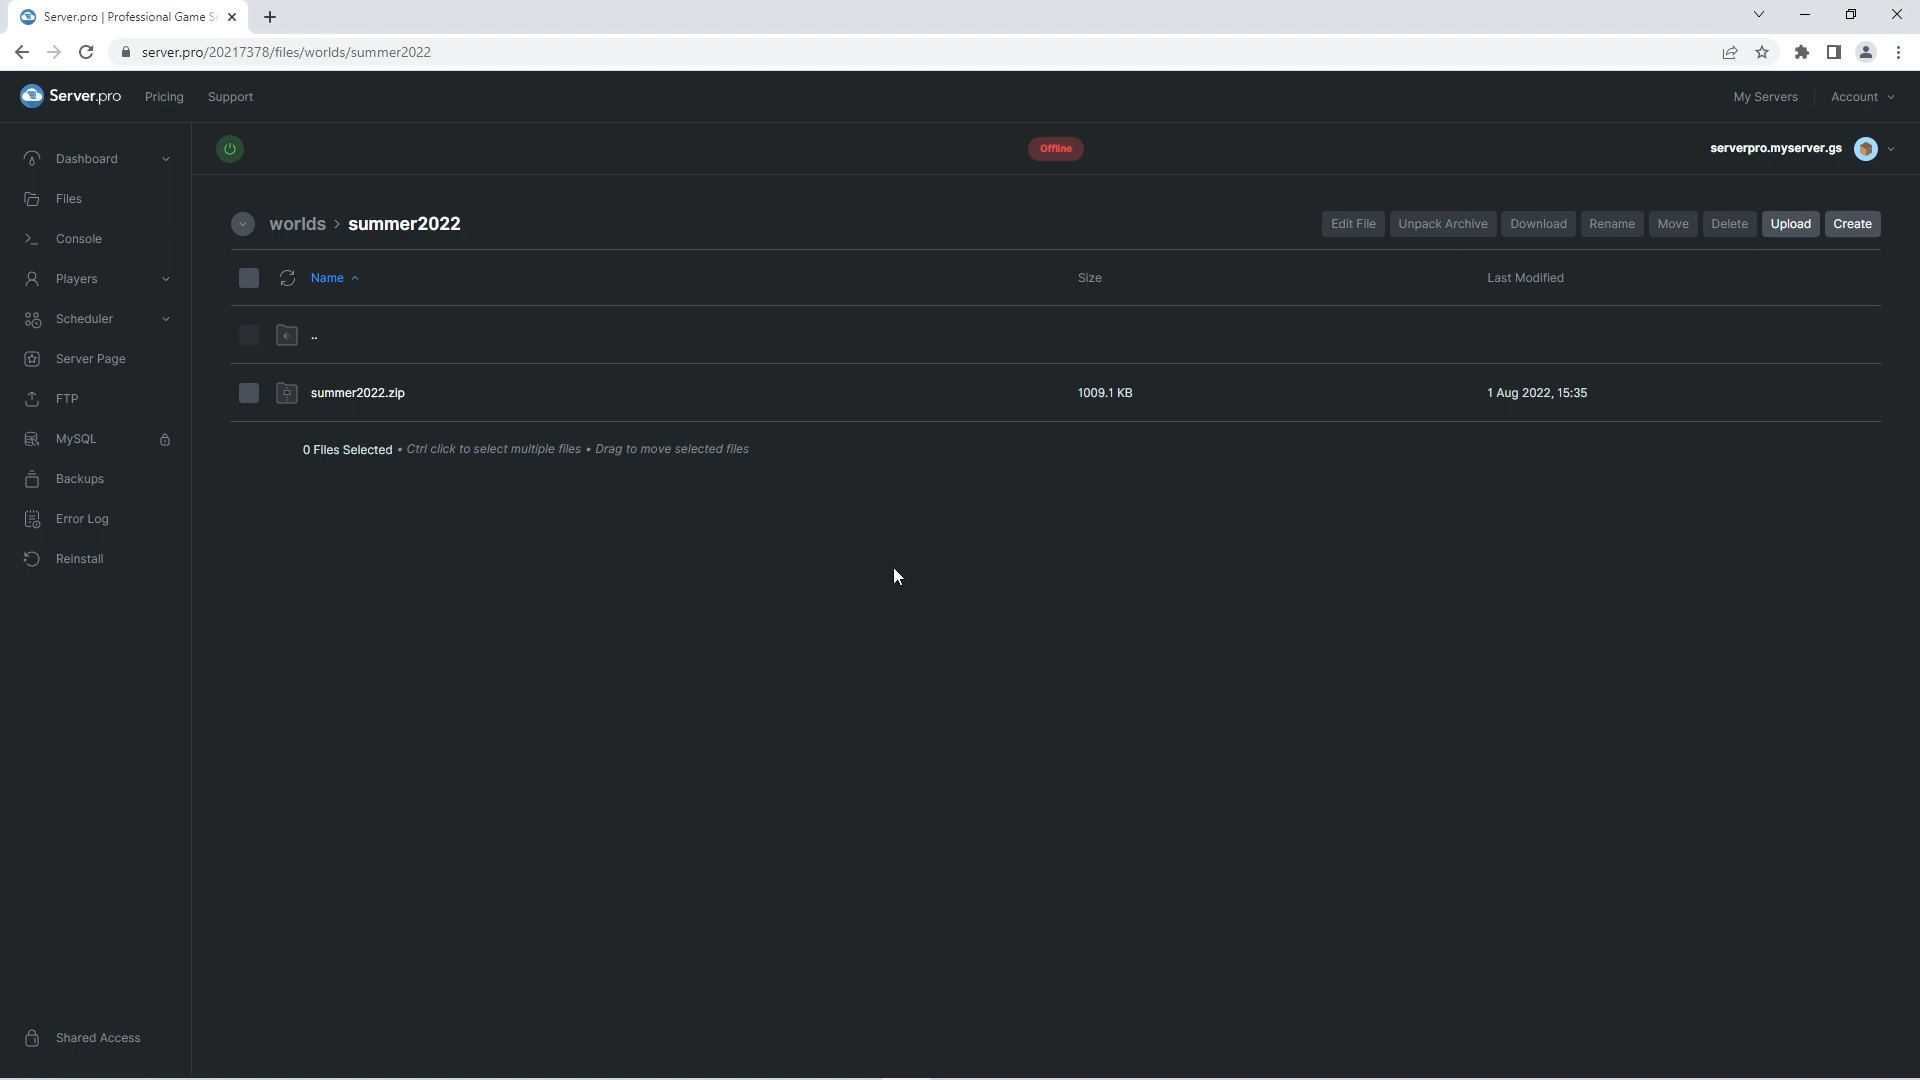 Server.pro | Professional Game Se
server.pro/20217378/files/worlds/summer2022
Server.pro Pricing Support My Servers Account
Offline serverpro.myserver.gs
Dashboard
Files
Console
Players
Scheduler
Server Page
FTP
MySQL
Backups
Error Log
Reinstall
Shared Access
worlds > summer2022 Edit File Unpack Archive Download Rename Move Delete Upload Create
Name Size Last Modified
..
summer2022.zip 1009.1 KB 1 Aug 2022, 15:35
0 Files Selected • Ctrl click to select multiple files • Drag to move selected files